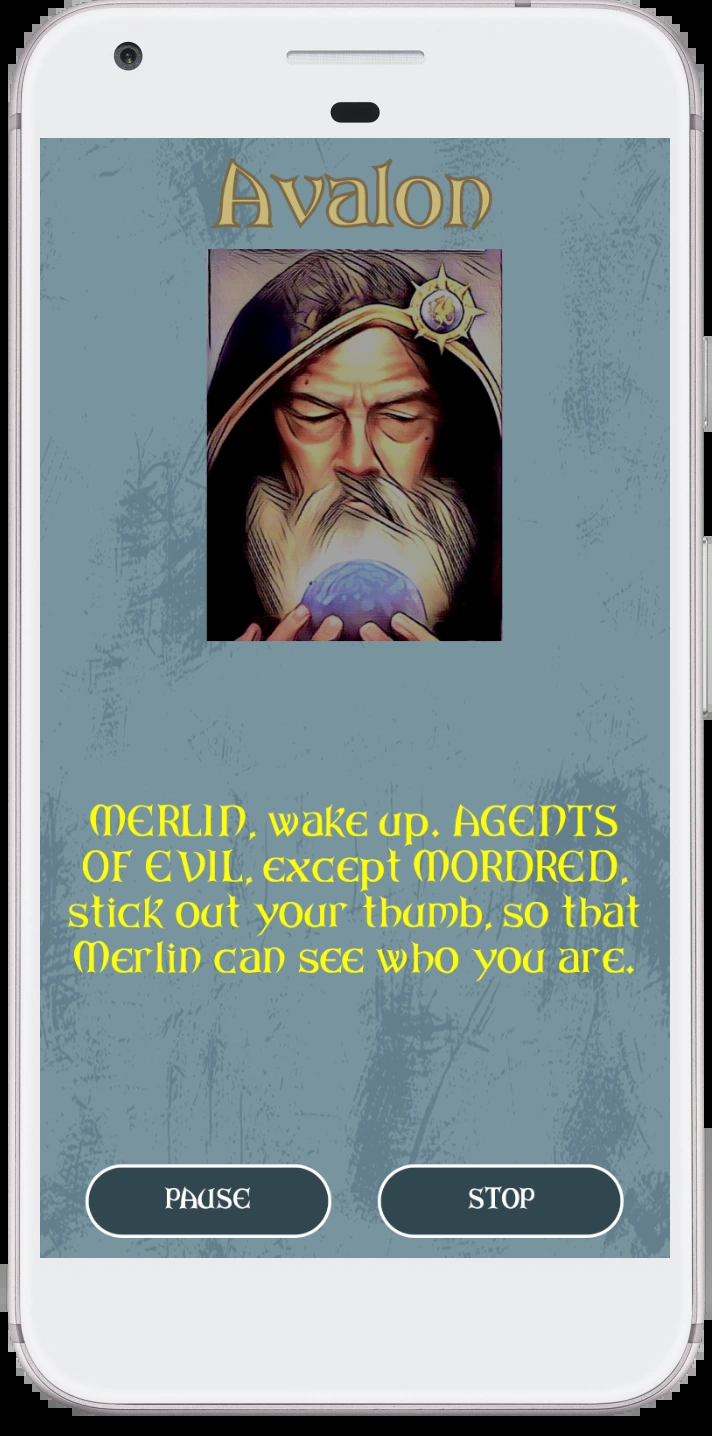 Avalon
MERLIN, wake up. AGENTS
OF EVIL, except MORDRED,
stick out your thumb, so that
Merlin can see who you are.
PAUSE
STOP